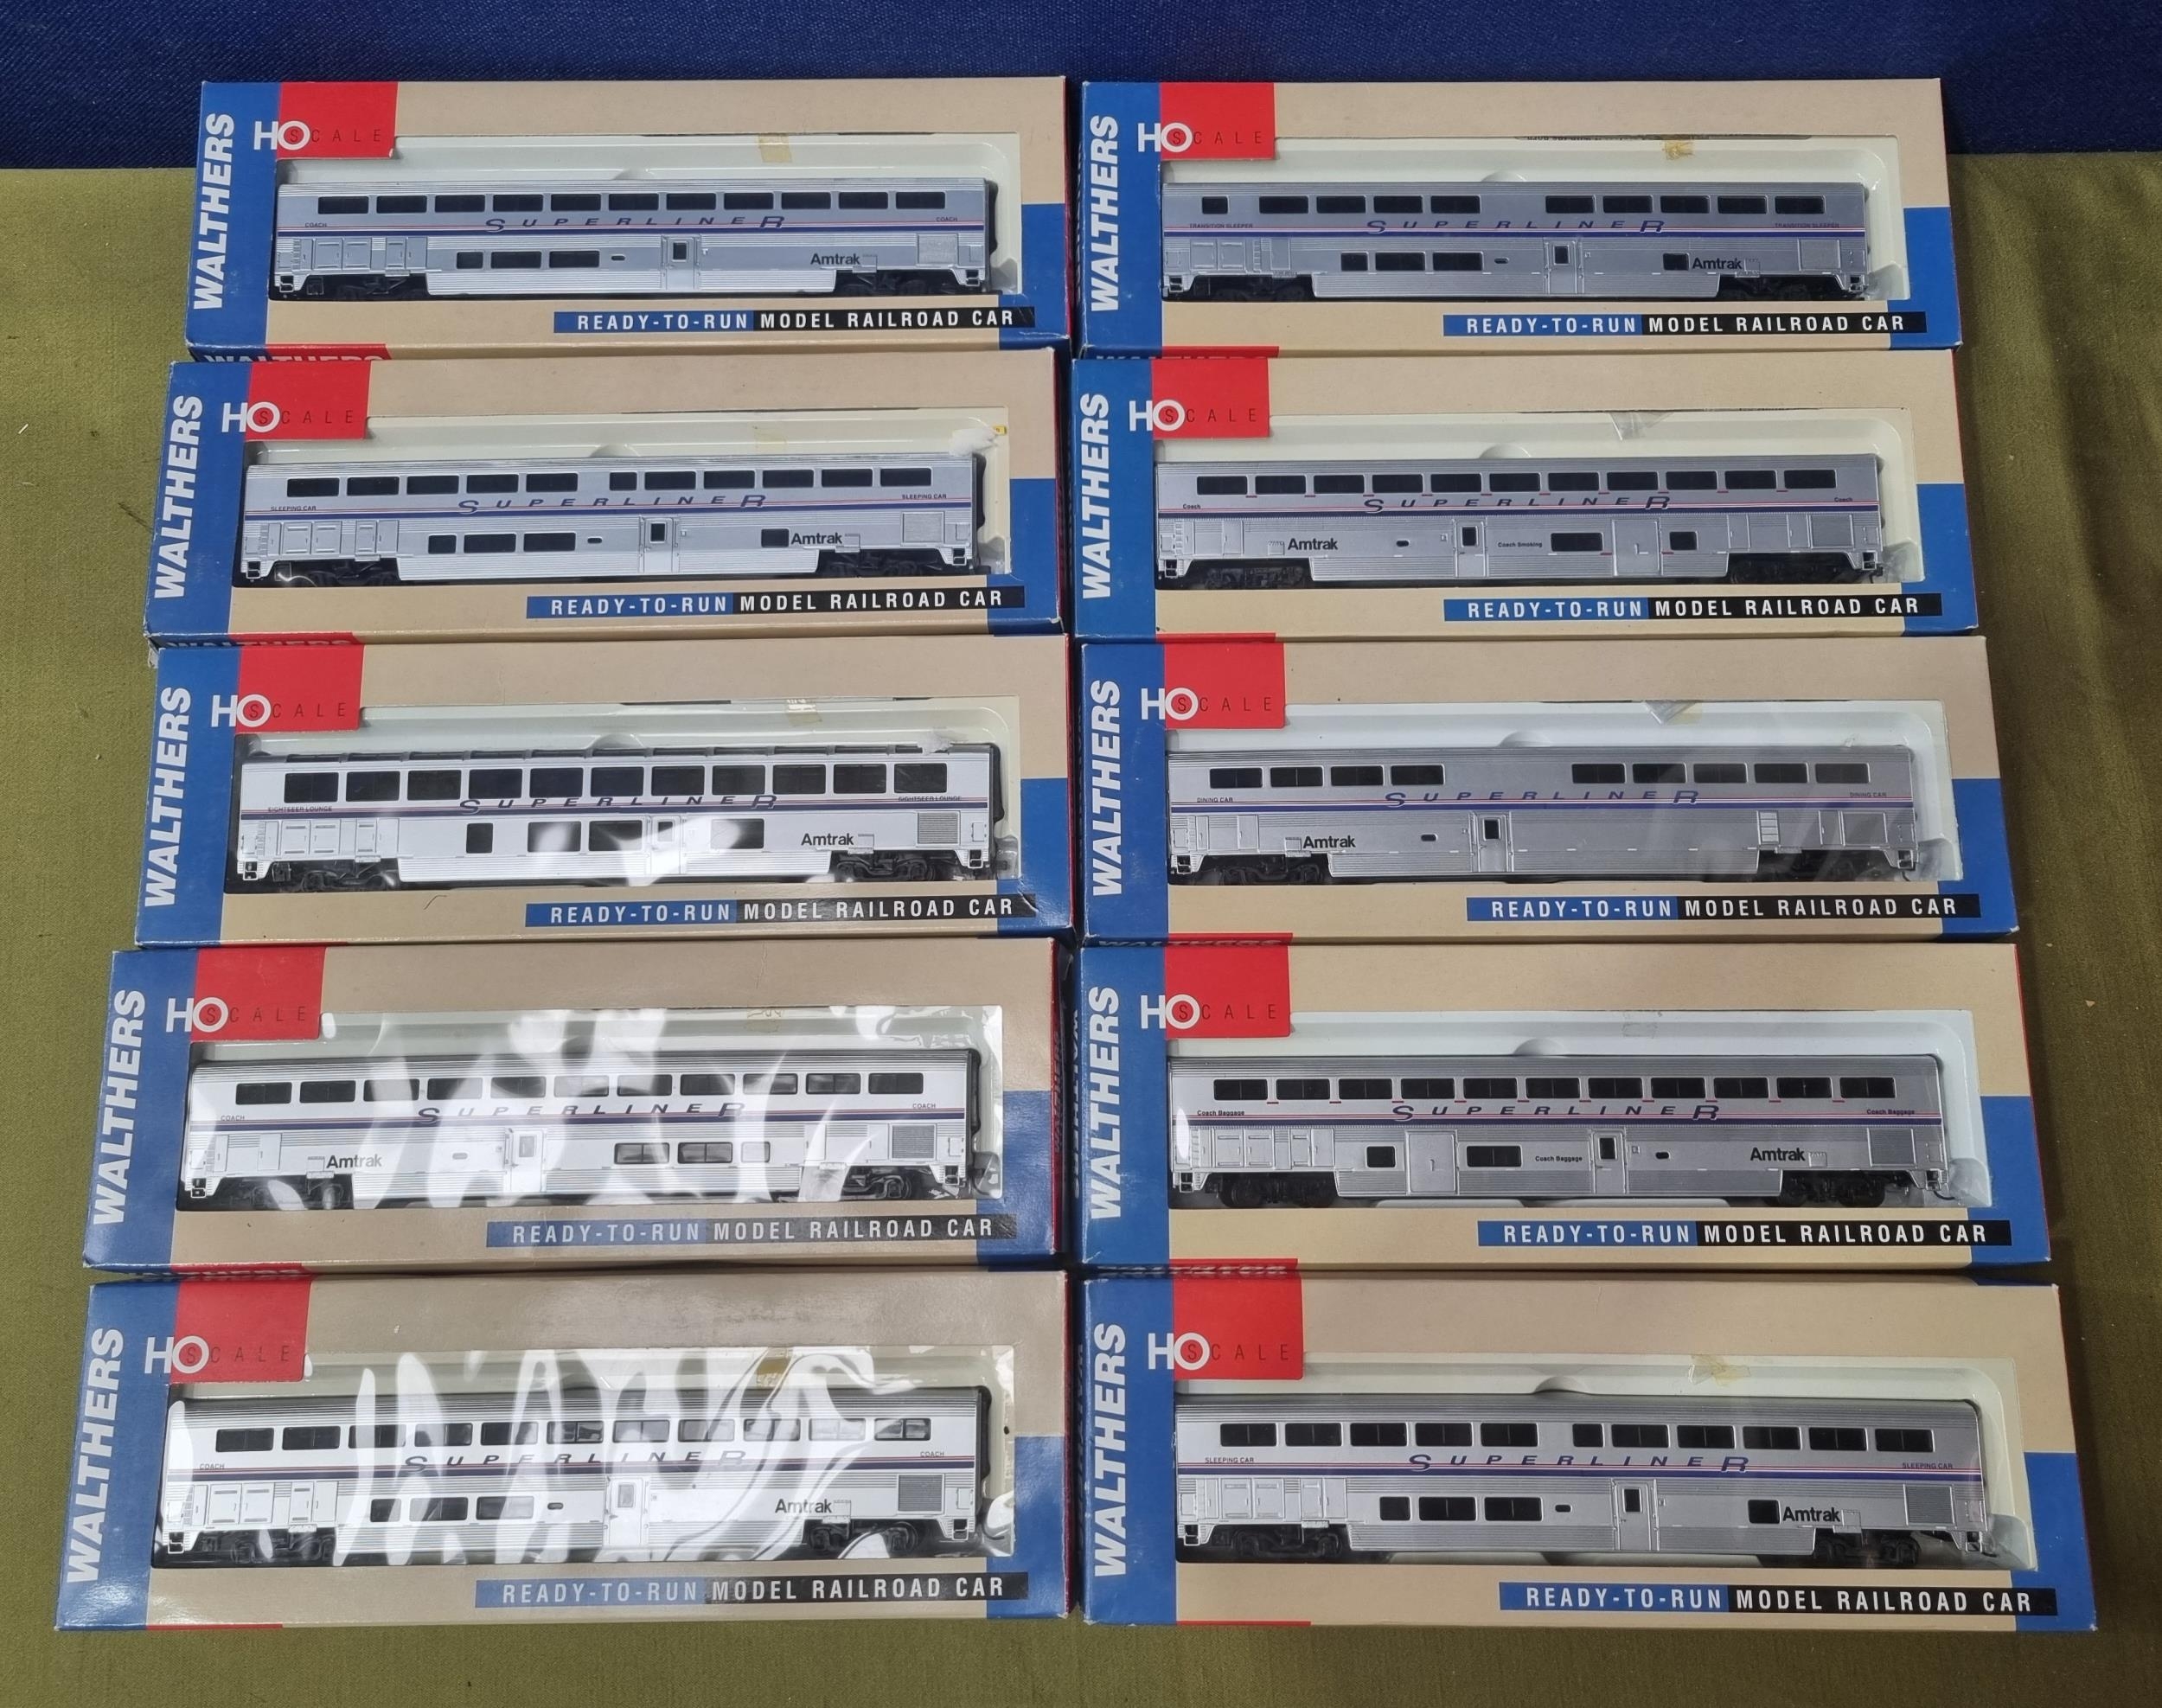 WALTHERS
HO SCALE
COACH
SUPERLINER
COACH
Amtrak
READY-TO-RUN MODEL RAILROAD CAR
WALTHERS
HO SCALE
TRANSITION SLEEPER
SUPERLINER
TRANSITION SLEEPER
Amtrak
READY-TO-RUN MODEL RAILROAD CAR
WALTHERS
WALTHERS
HO SCALE
SLEEPING CAR
SUPERLINER
SLEEPING CAR
Amtrak
READY-TO-RUN MODEL RAILROAD CAR
WALTHERS
WALTHERS
HO SCALE
Coach
SUPERLINER
Coach
Amtrak
Coach Smoking
READY-TO-RUN MODEL RAILROAD CAR
WALTHERS
WALTHERS
HO SCALE
SIGHTSEER LOUNGE
SUPERLINER
SIGHTSEER LOUNGE
Amtrak
READY-TO-RUN MODEL RAILROAD CAR
WALTHERS
HO SCALE
DINING CAR
SUPERLINER
DINING CAR
Amtrak
READY-TO-RUN MODEL RAILROAD CAR
WALTHERS
HO SCALE
COACH
SUPERLINER
COACH
Amtrak
READY-TO-RUN MODEL RAILROAD CAR
WALTHERS
WALTHERS
WALTHERS
HO SCALE
Coach Baggage
SUPERLINER
Coach Baggage
Coach Baggage
Amtrak
READY-TO-RUN MODEL RAILROAD CAR
WALTHERS
WALTHERS
HO SCALE
COACH
SUPERLINER
COACH
Amtrak
READY-TO-RUN MODEL RAILROAD CAR
WALTHERS
WALTHERS
HO SCALE
SLEEPING CAR
SUPERLINER
SLEEPING CAR
Amtrak
READY-TO-RUN MODEL RAILROAD CAR